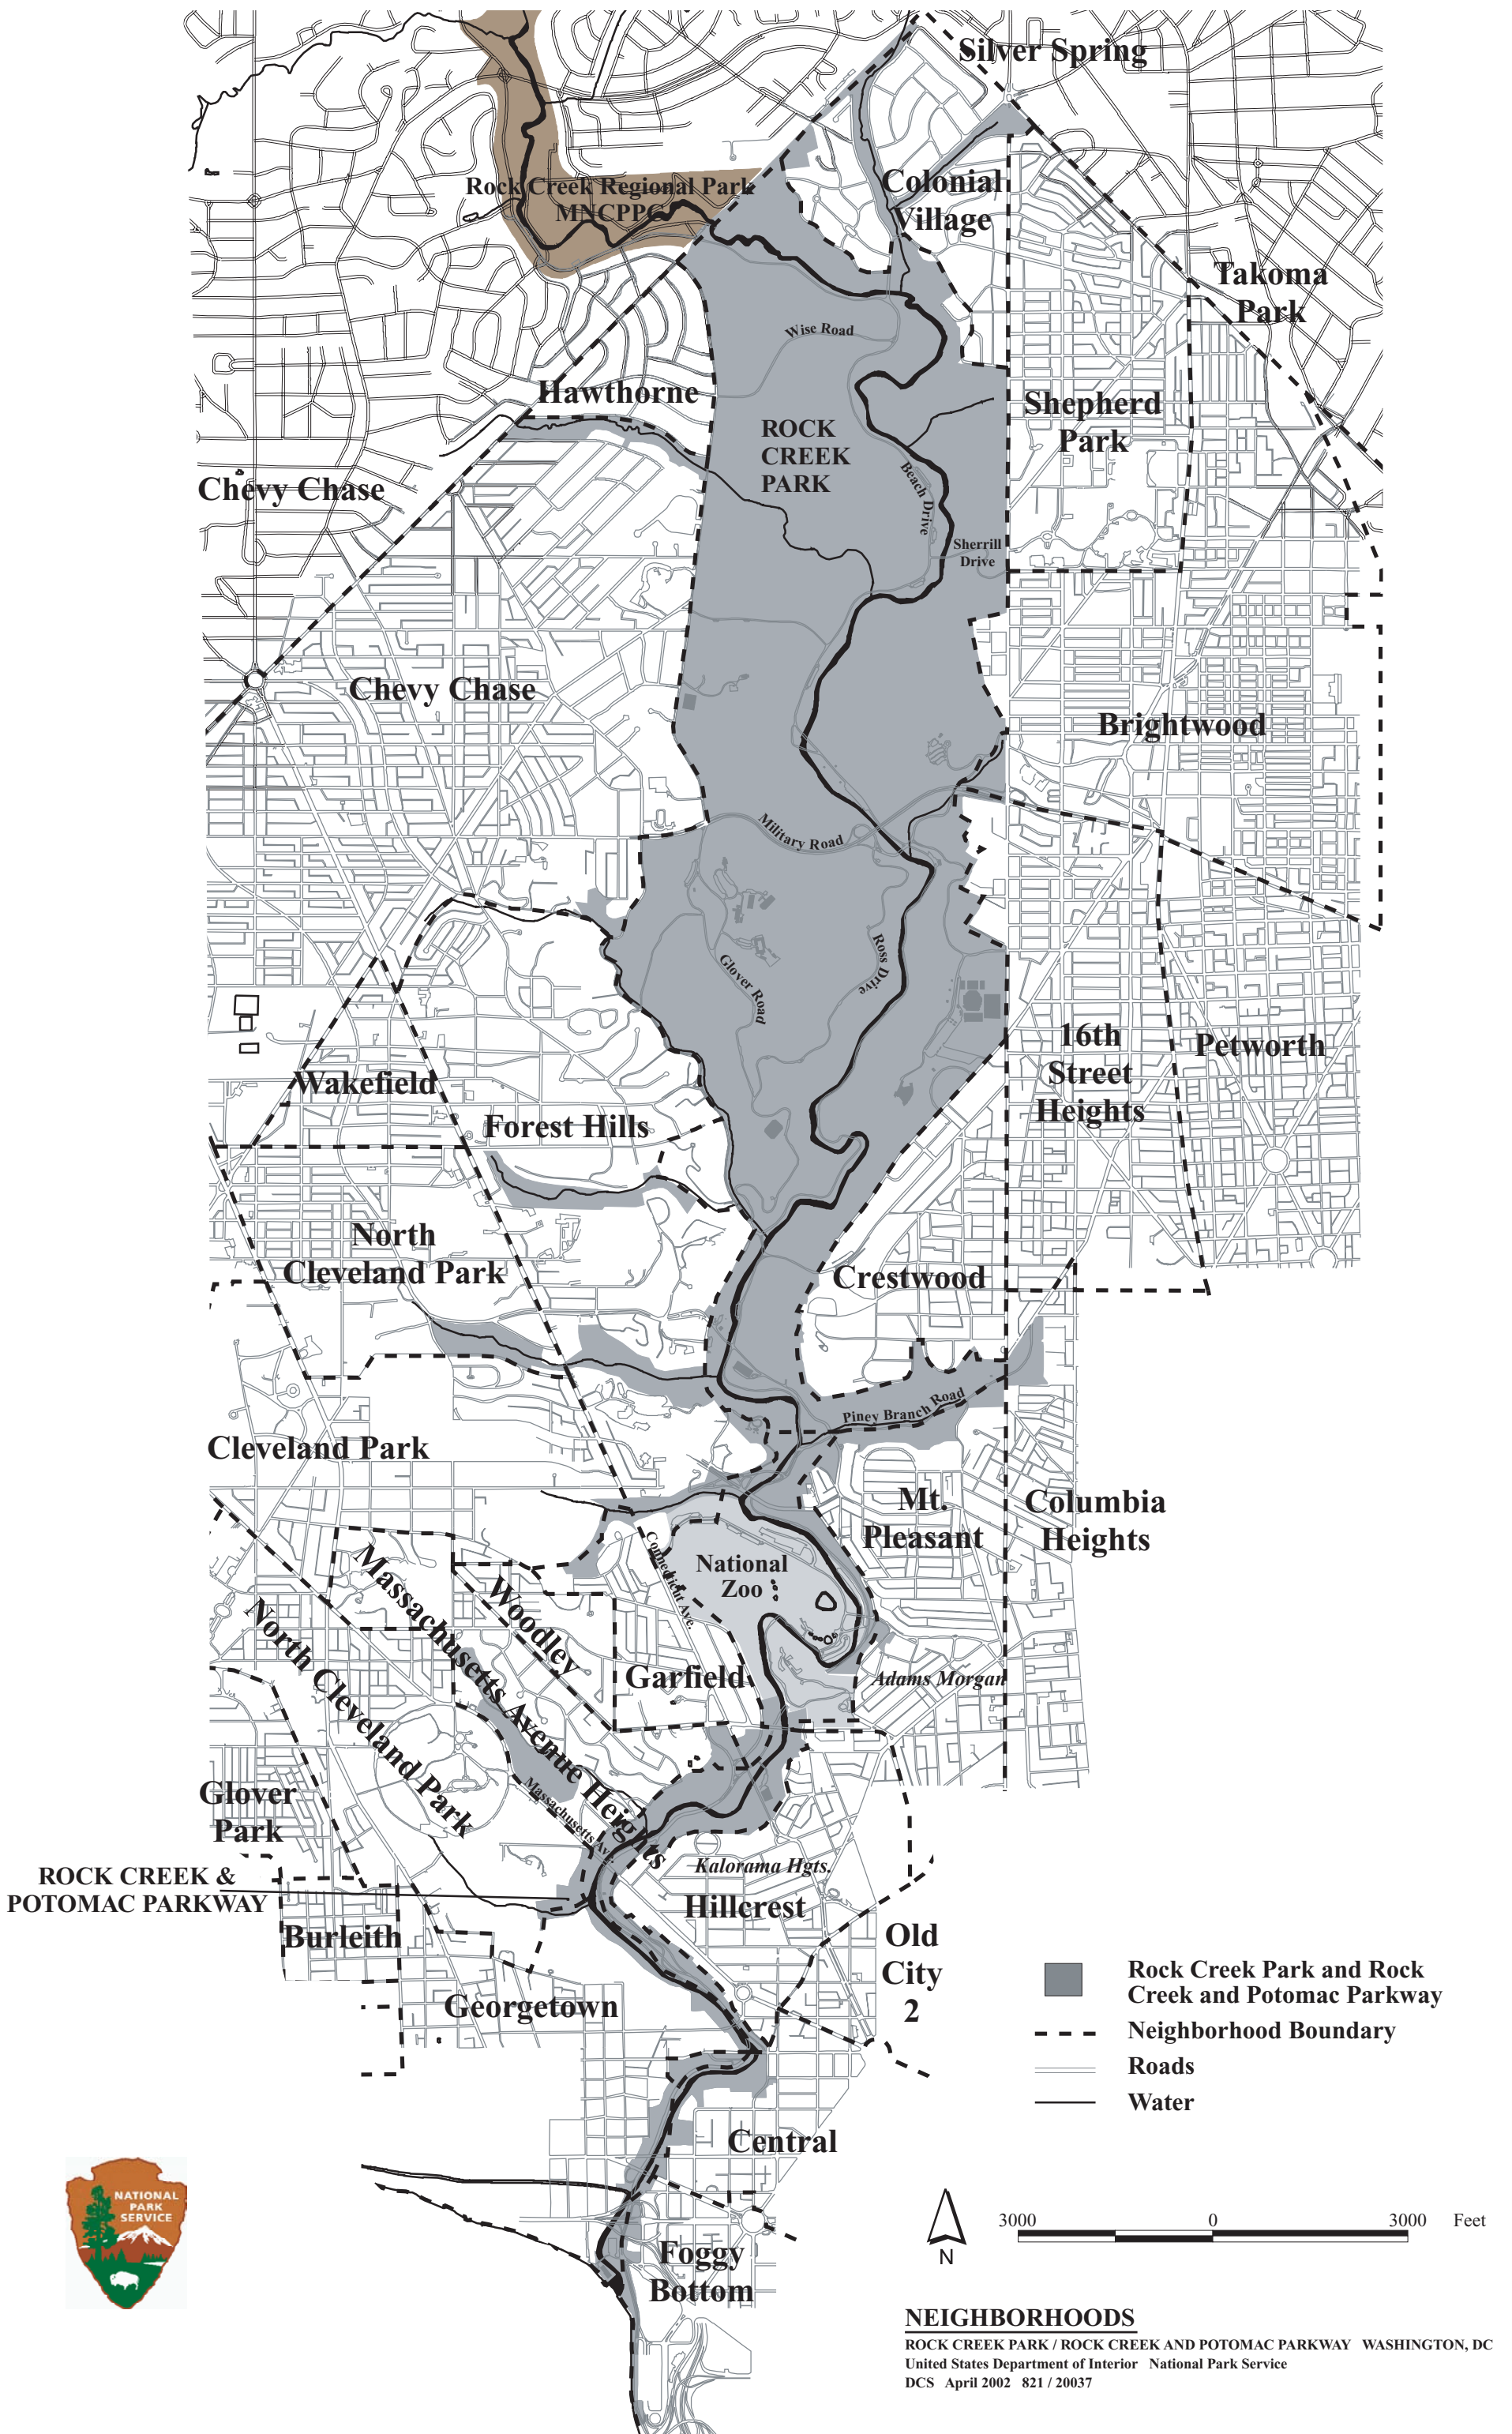 Silver Spring
Rock Creek Regional Park
MNCPPC
Colonial
Village
Takoma
Park
Wise Road
Hawthorne
Shepherd
Park
ROCK
CREEK
PARK
Chevy Chase
Beach Drive
Sherrill
Drive
Chevy Chase
Brightwood
Military Road
Glover Road
Ross Drive
16th
Street
Heights
Petworth
Wakefield
Forest Hills
North
Cleveland Park
Crestwood
Piney Branch Road
Cleveland Park
Mt.
Pleasant
Columbia
Heights
Connecticut Ave.
National
Zoo
Massachusetts Avenue Heights
Woodley
North Cleveland Park
Garfield
Adams Morgan
Glover
Park
Massachusetts Av
Kalorama Hgts.
ROCK CREEK &
POTOMAC PARKWAY
Hillcrest
Burleith
Old
City
2
Georgetown
Rock Creek Park and Rock
Creek and Potomac Parkway
Neighborhood Boundary
Roads
Water
Central
NATIONAL
PARK
SERVICE
3000 0 3000 Feet
N
Foggy
Bottom
NEIGHBORHOODS
ROCK CREEK PARK / ROCK CREEK AND POTOMAC PARKWAY WASHINGTON, DC
United States Department of Interior National Park Service
DCS April 2002 821 / 20037